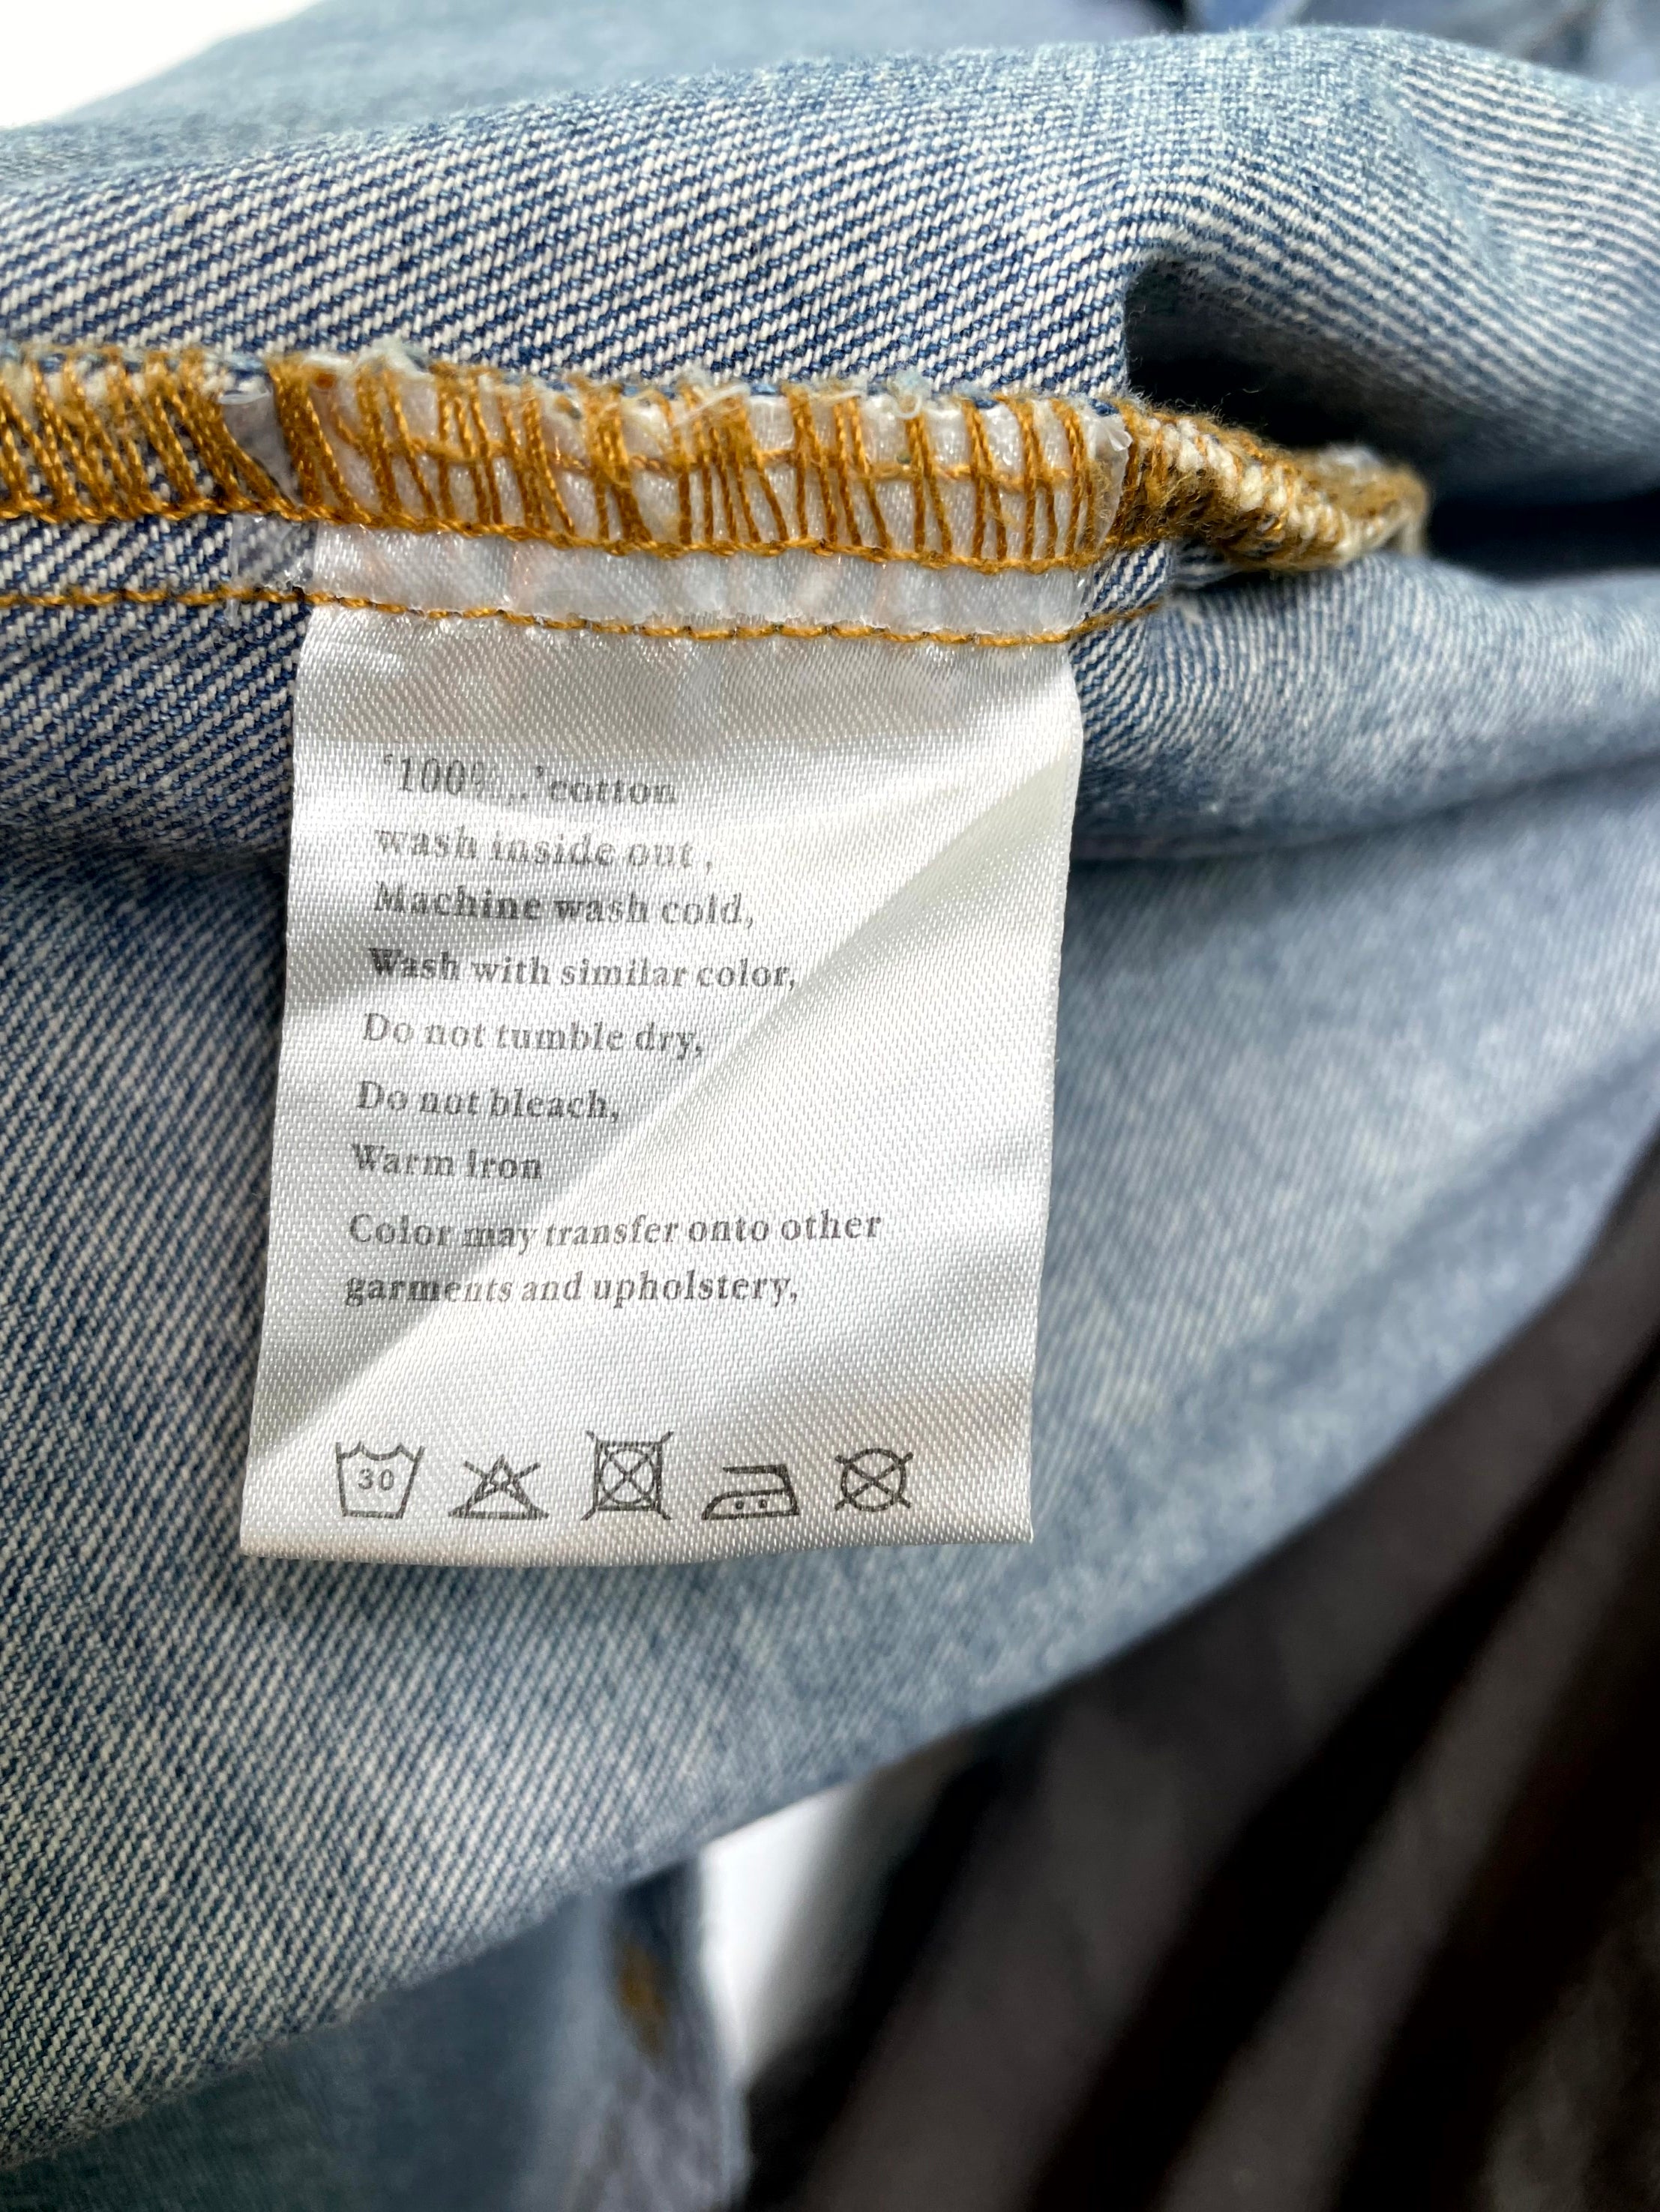 ‘100%,.’cotton
wash inside out ,
Machine wash cold,
Wash with similar color,
Do not tumble dry,
Do not bleach,
Warm iron
Color may transfer onto other
garments and upholstery,
30